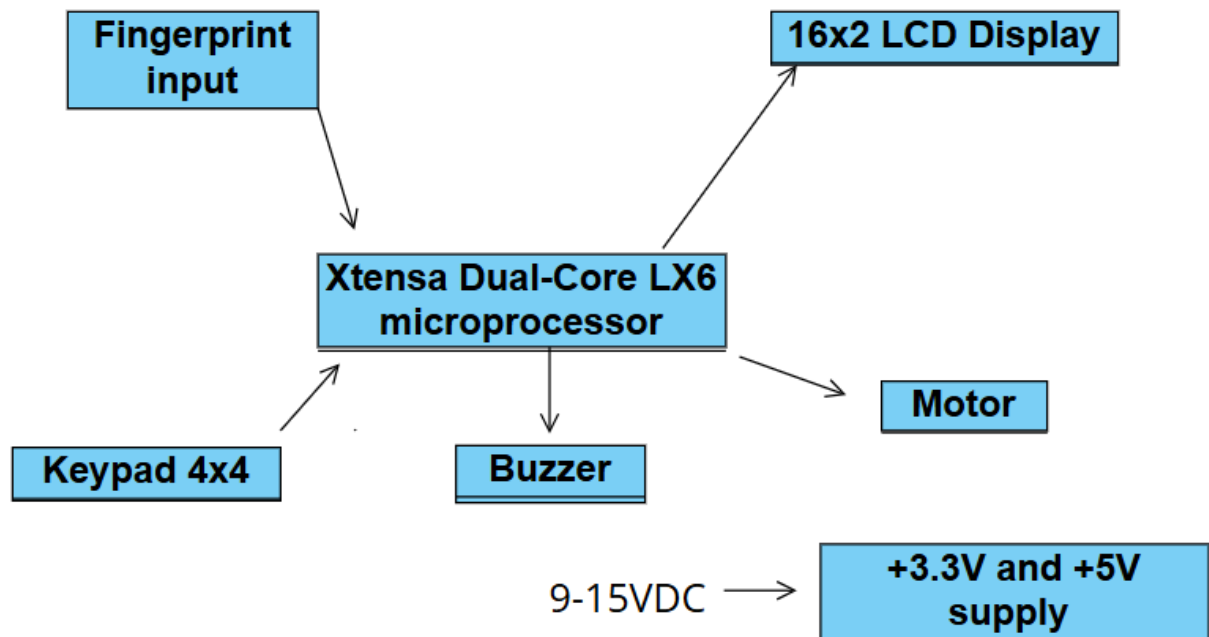 Fingerprint
input
16x2 LCD Display
Xtensa Dual-Core LX6
microprocessor
Motor
Keypad 4x4
Buzzer
9-15VDC
+3.3V and +5V
supply